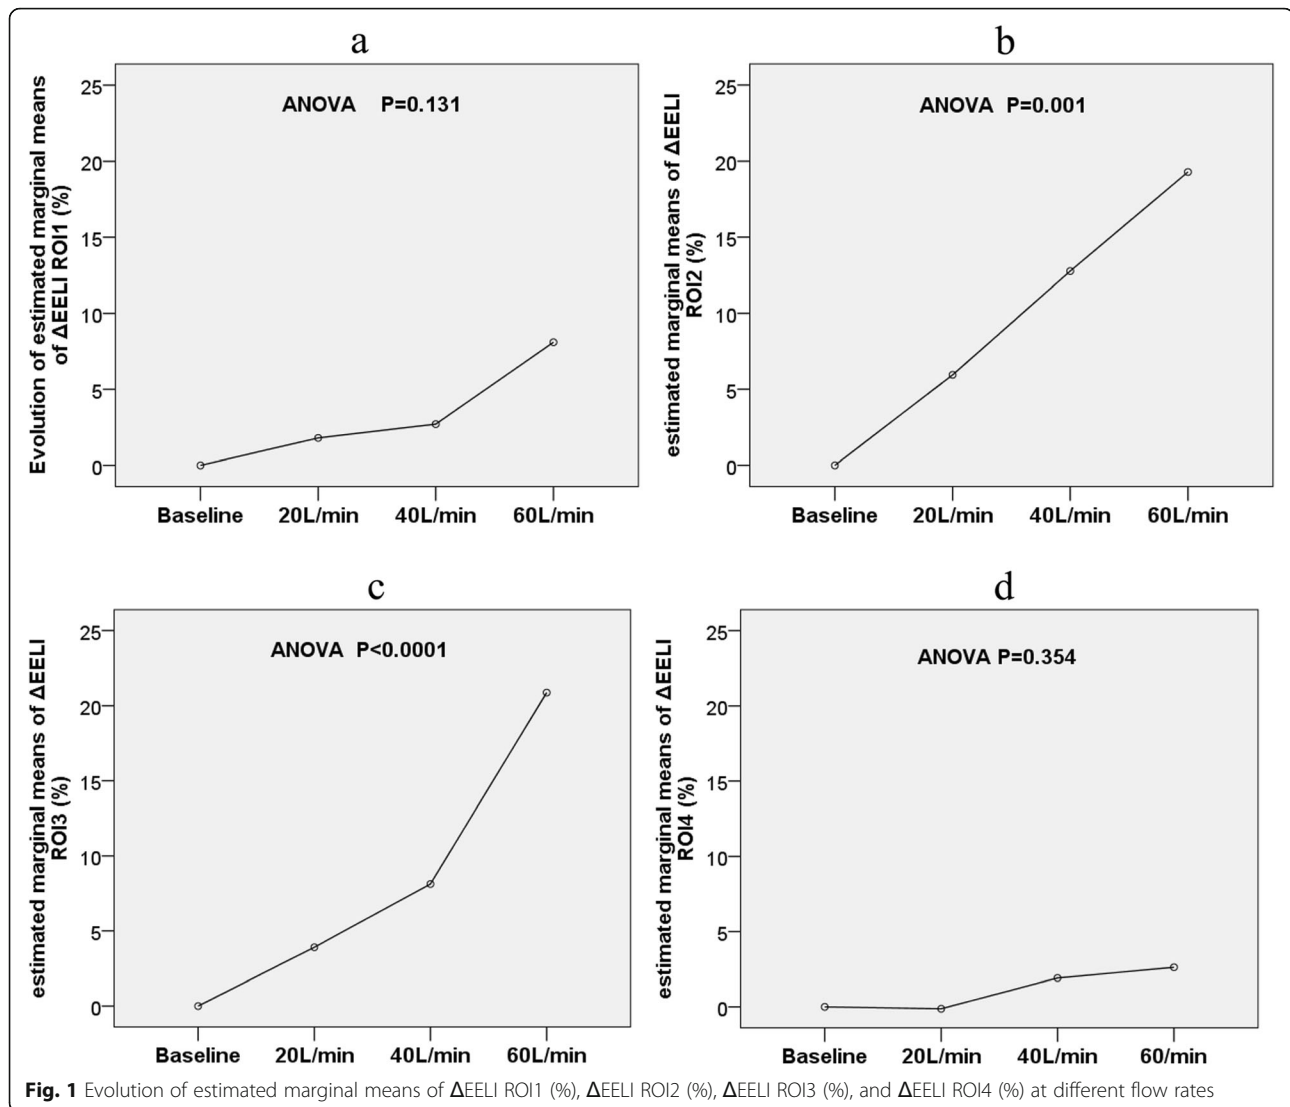 a
Evolution of estimated marginal means
of ΔEELI ROI1 (%)
ANOVA P=0.131
25
20
15
10
5
0
Baseline 20L/min 40L/min 60L/min
b
estimated marginal means of ΔEELI
ROI2 (%)
ANOVA P=0.001
25
20
15
10
5
0
Baseline 20L/min 40L/min 60L/min
c
estimated marginal means of ΔEELI
ROI3 (%)
ANOVA P<0.0001
25
20
15
10
5
0
Baseline 20L/min 40L/min 60L/min
d
estimated marginal means of ΔEELI
ROI4 (%)
ANOVA P=0.354
25
20
15
10
5
0
Baseline 20L/min 40L/min 60/min
Fig. 1 Evolution of estimated marginal means of ΔEELI ROI1 (%), ΔEELI ROI2 (%), ΔEELI ROI3 (%), and ΔEELI ROI4 (%) at different flow rates